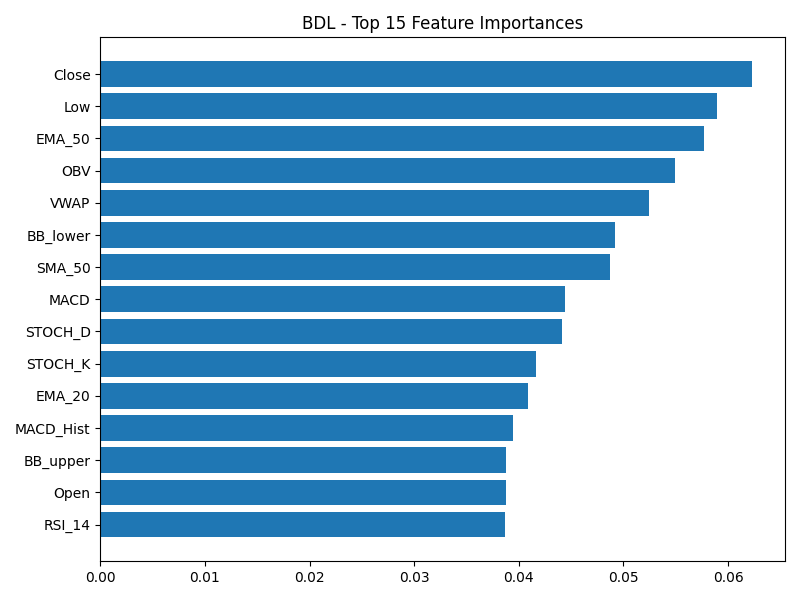 BDL - Top 15 Feature Importances
Close
Low
EMA_50
OBV
VWAP
BB_lower
SMA_50
MACD
STOCH_D
STOCH_K
EMA_20
MACD_Hist
BB_upper
Open
RSI_14
0.00 0.01 0.02 0.03 0.04 0.05 0.06